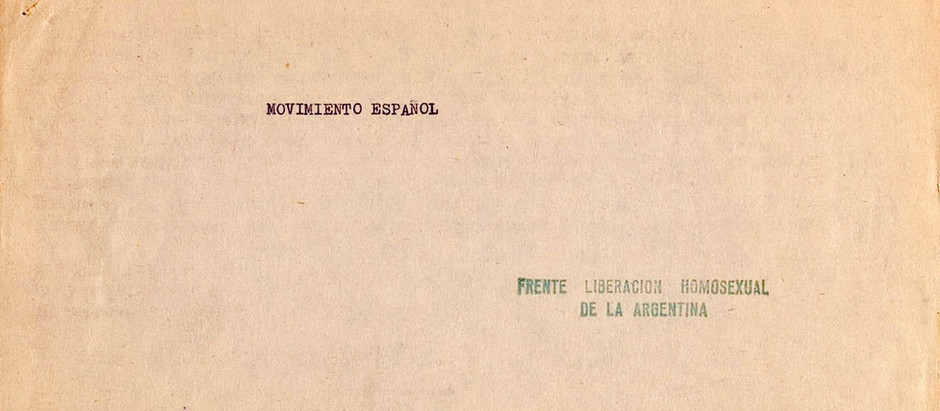 MOVIMIENTO ESPAÑOL
FRENTE LIBERACION HOMOSEXUAL
DE LA ARGENTINA